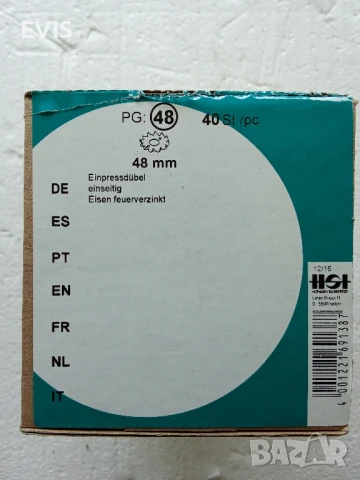 EVIS
PG: 48 40 St./pc
48 mm
Einpressdübel
einseitig
Eisen feuerverzinkt
DE
ES
PT
EN
FR
NL
IT
12/16
HSI
4 001221 691387
BAZAR